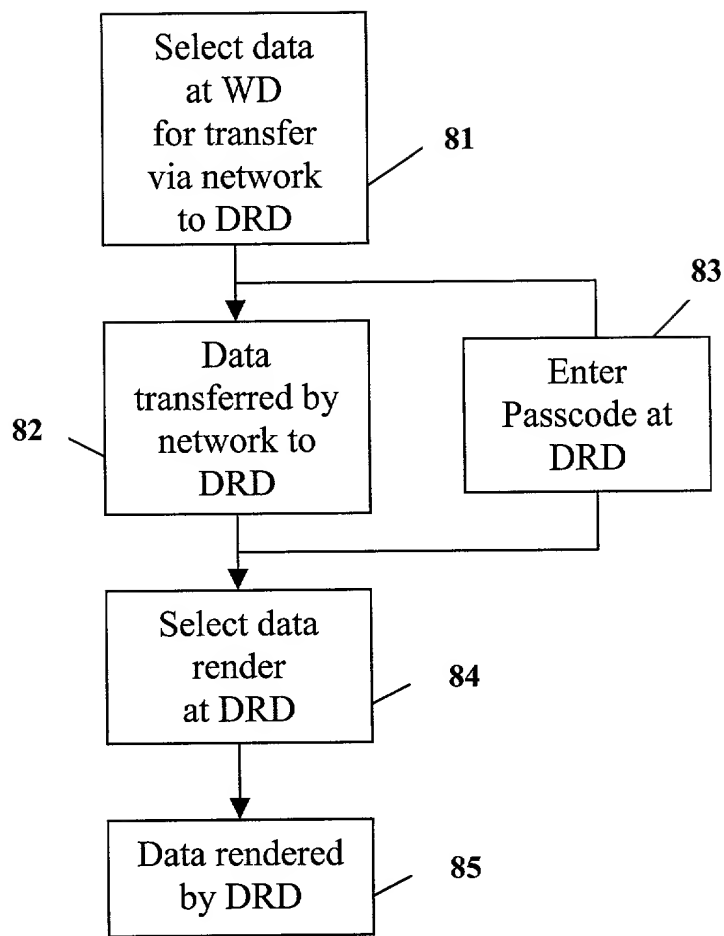 Select data
at WD
for transfer
via network
to DRD
81
83
Data
transferred by
network to
DRD
82
Enter
Passcode at
DRD
Select data
render
at DRD
84
Data rendered
by DRD
85